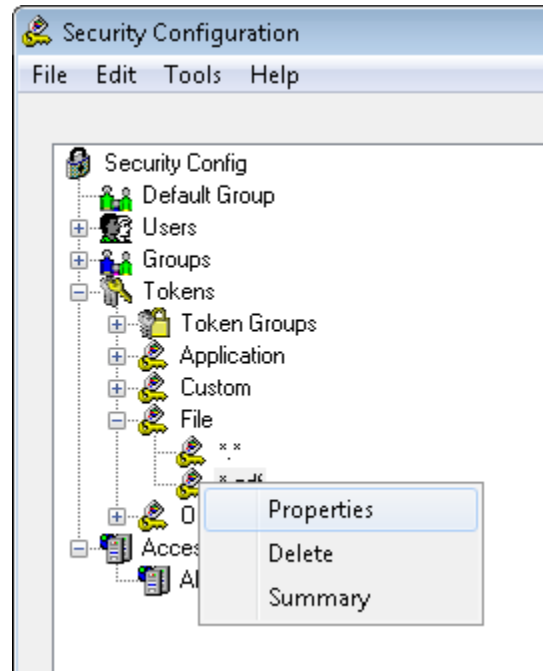 Security Configuration
File Edit Tools Help
Security Config
Default Group
Users
Groups
Tokens
Token Groups
Application
Custom
File
*.*
Properties
Delete
Summary